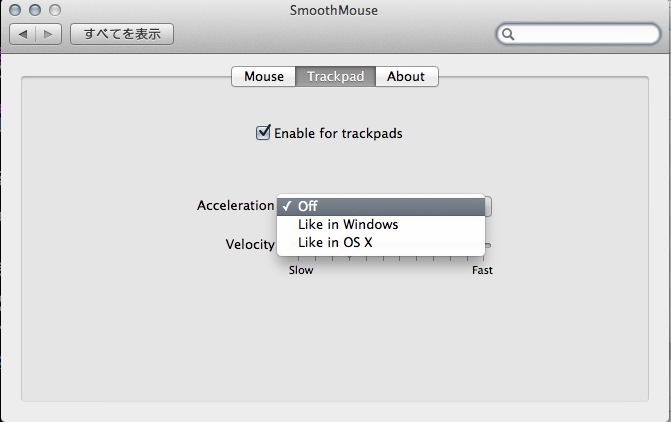 SmoothMouse
すべてを表示
Mouse Trackpad About
Enable for trackpads
Acceleration
✓ Off
Like in Windows
Like in OS X
Velocity
Slow Fast